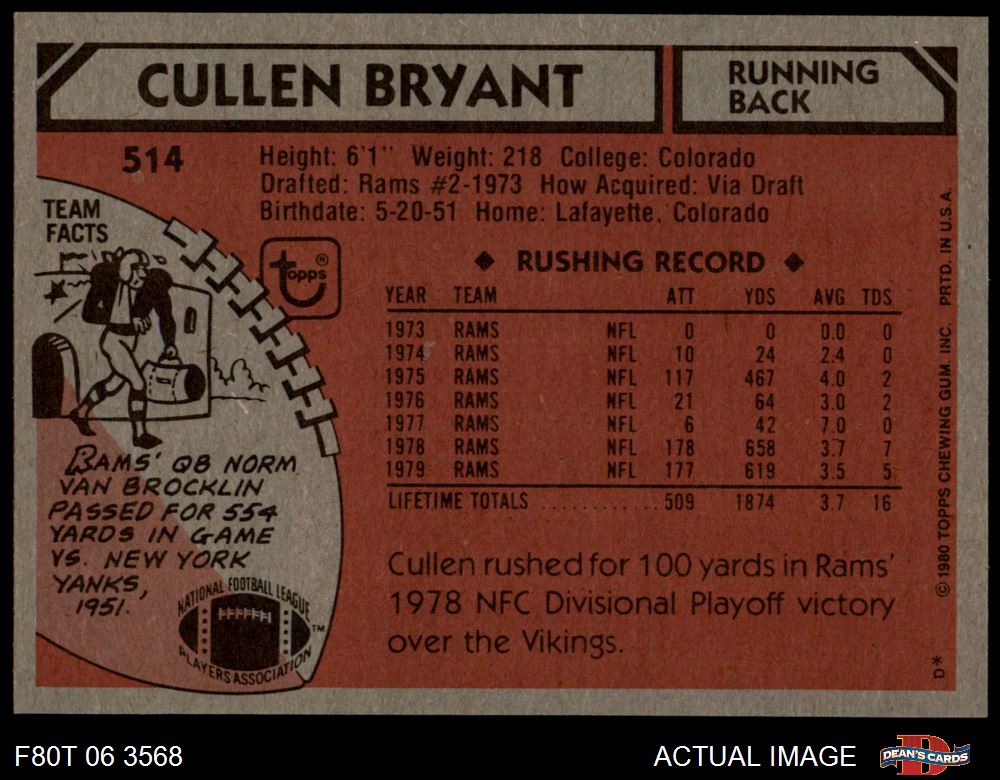 CULLEN BRYANT
RUNNING
BACK
514
Height: 6'1" Weight: 218 College: Colorado
Drafted: Rams #2-1973 How Acquired: Via Draft
Birthdate: 5-20-51 Home: Lafayette, Colorado
TEAM
FACTS
topps®
◆ RUSHING RECORD ◆
YEAR TEAM ATT YDS AVG TDS
1973 RAMS NFL 0 0 0.0 0
1974 RAMS NFL 10 24 2.4 0
1975 RAMS NFL 117 467 4.0 2
1976 RAMS NFL 21 64 3.0 2
1977 RAMS NFL 6 42 7.0 0
1978 RAMS NFL 178 658 3.7 7
1979 RAMS NFL 177 619 3.5 5
LIFETIME TOTALS ............ 509 1874 3.7 16
RAMS' QB NORM
VAN BROCKLIN
PASSED FOR 554
YARDS IN GAME
VS. NEW YORK
YANKS,
1951.
NATIONAL FOOTBALL LEAGUE
PLAYERS ASSOCIATION
TM
Cullen rushed for 100 yards in Rams'
1978 NFC Divisional Playoff victory
over the Vikings.
D* © 1980 TOPPS CHEWING GUM, INC. PRTD. IN U.S.A.
F80T 06 3568
ACTUAL IMAGE
D
DEAN'S CARDS